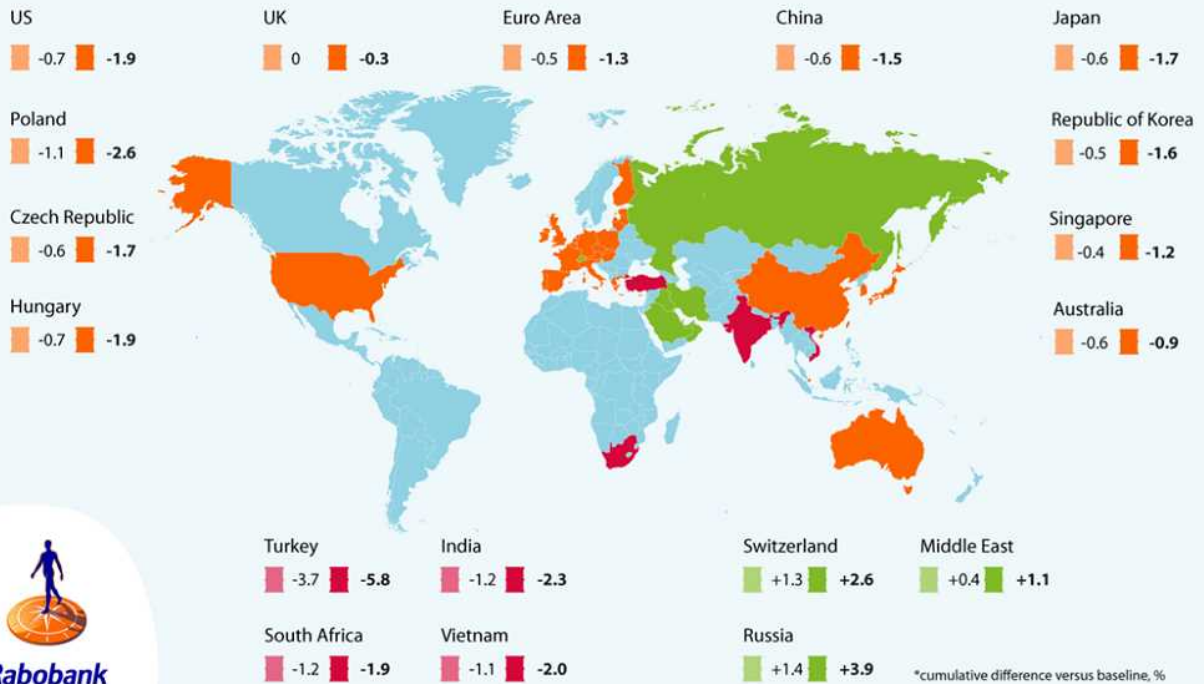 US
-0.7 -1.9
UK
0 -0.3
Euro Area
-0.5 -1.3
China
-0.6 -1.5
Japan
-0.6 -1.7
Poland
-1.1 -2.6
Republic of Korea
-0.5 -1.6
Czech Republic
-0.6 -1.7
Singapore
-0.4 -1.2
Hungary
-0.7 -1.9
Australia
-0.6 -0.9
Turkey
-3.7 -5.8
India
-1.2 -2.3
Switzerland
+1.3 +2.6
Middle East
+0.4 +1.1
South Africa
-1.2 -1.9
Vietnam
-1.1 -2.0
Russia
+1.4 +3.9
*cumulative difference versus baseline, %
Rabobank